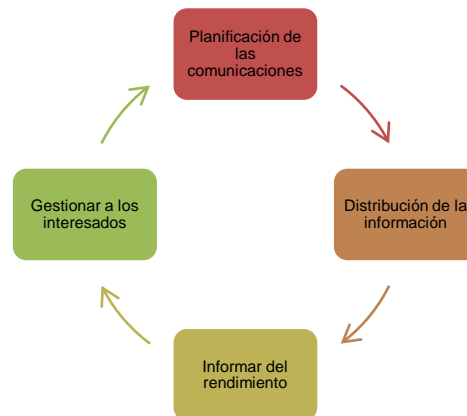 Planificación de
las
comunicaciones
Distribución de la
información
Informar del
rendimiento
Gestionar a los
interesados